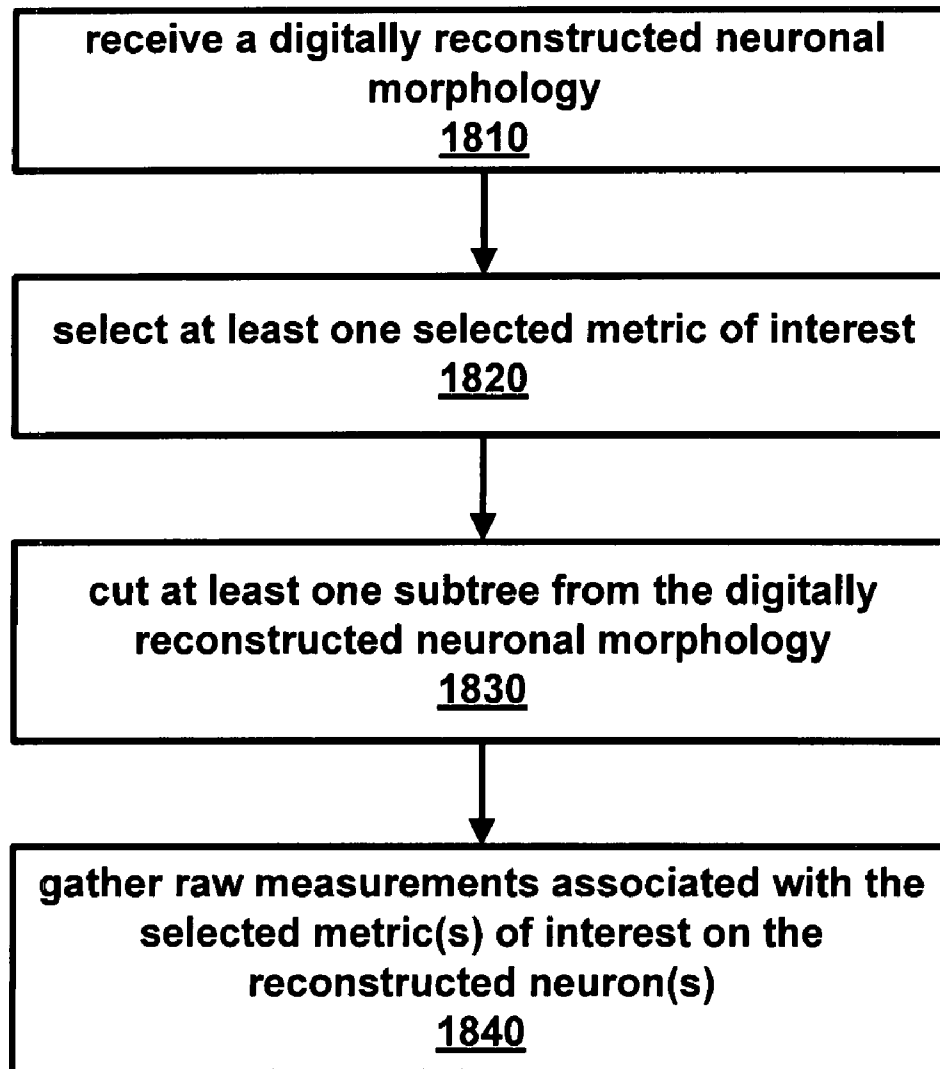 receive a digitally reconstructed neuronal
morphology
1810
select at least one selected metric of interest
1820
cut at least one subtree from the digitally
reconstructed neuronal morphology
1830
gather raw measurements associated with the
selected metric(s) of interest on the
reconstructed neuron(s)
1840